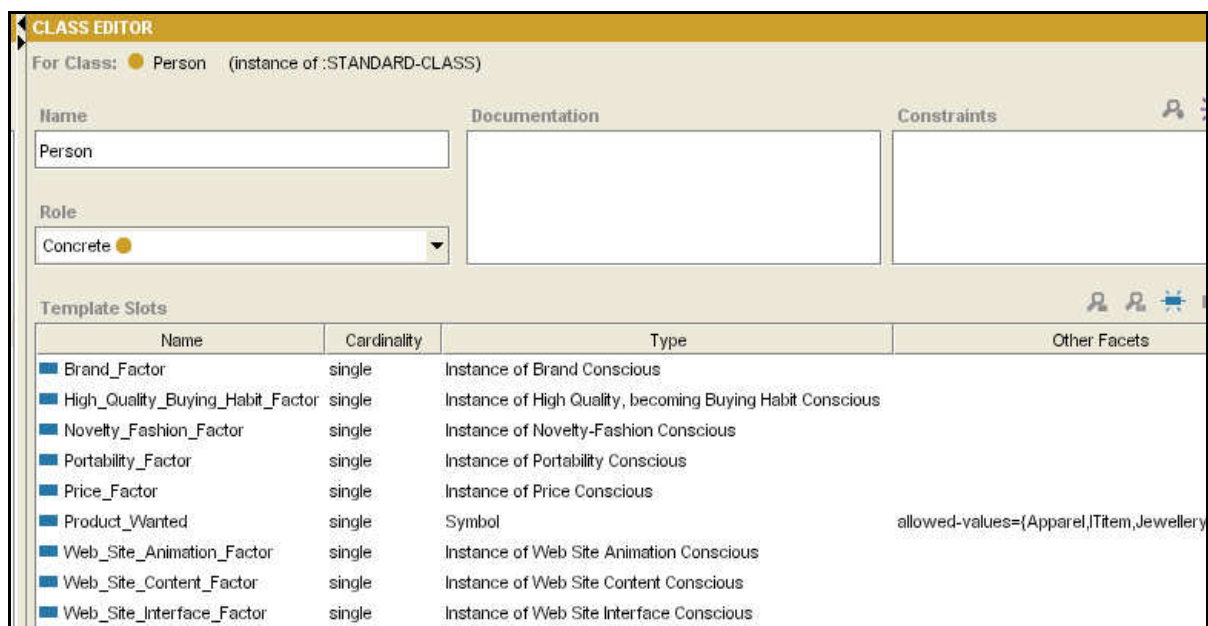 CLASS EDITOR
For Class: Person (instance of :STANDARD-CLASS)
Name Documentation Constraints
Person
Role
Concrete
Template Slots
Name Cardinality Type Other Facets
Brand_Factor single Instance of Brand Conscious
High_Quality_Buying_Habit_Factor single Instance of High Quality, becoming Buying Habit Conscious
Novelty_Fashion_Factor single Instance of Novelty-Fashion Conscious
Portability_Factor single Instance of Portability Conscious
Price_Factor single Instance of Price Conscious
Product_Wanted single Symbol allowed-values={Apparel,ITitem,Jewellery
Web_Site_Animation_Factor single Instance of Web Site Animation Conscious
Web_Site_Content_Factor single Instance of Web Site Content Conscious
Web_Site_Interface_Factor single Instance of Web Site Interface Conscious